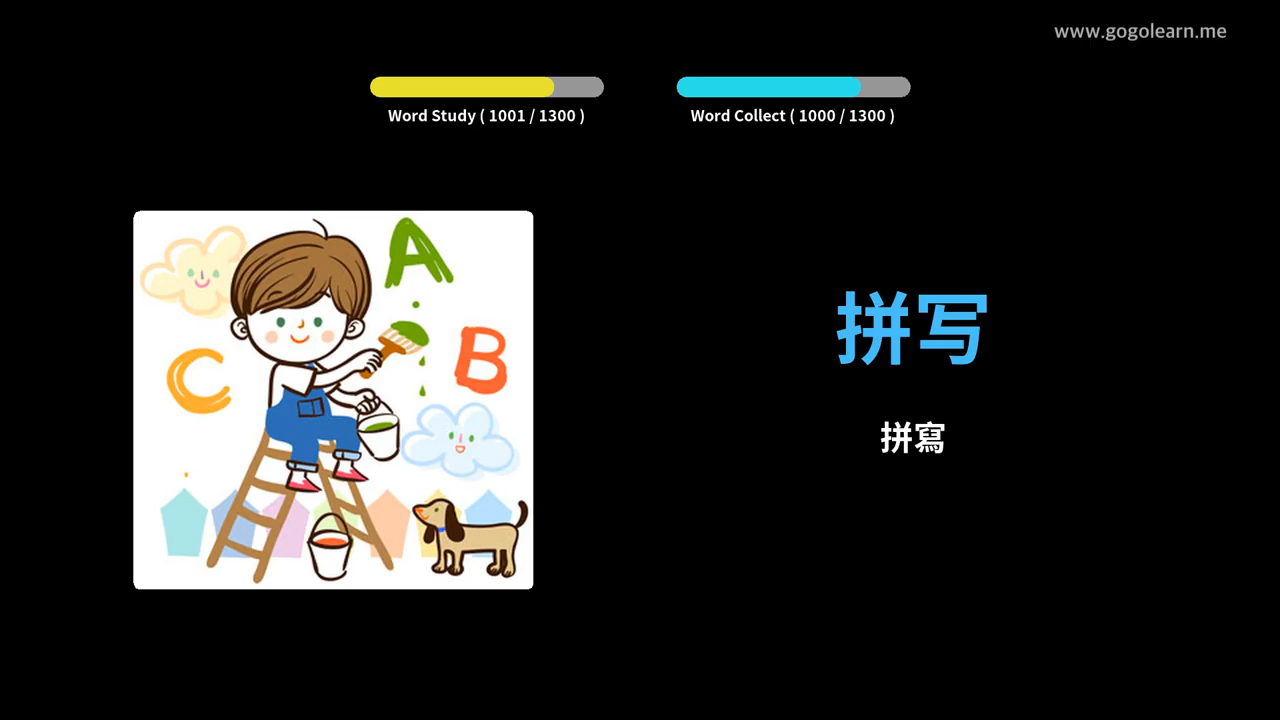 www.gogolearn.me
Word Study ( 1001 / 1300 )
Word Collect ( 1000 / 1300 )
A
B
C
拼写
拼寫